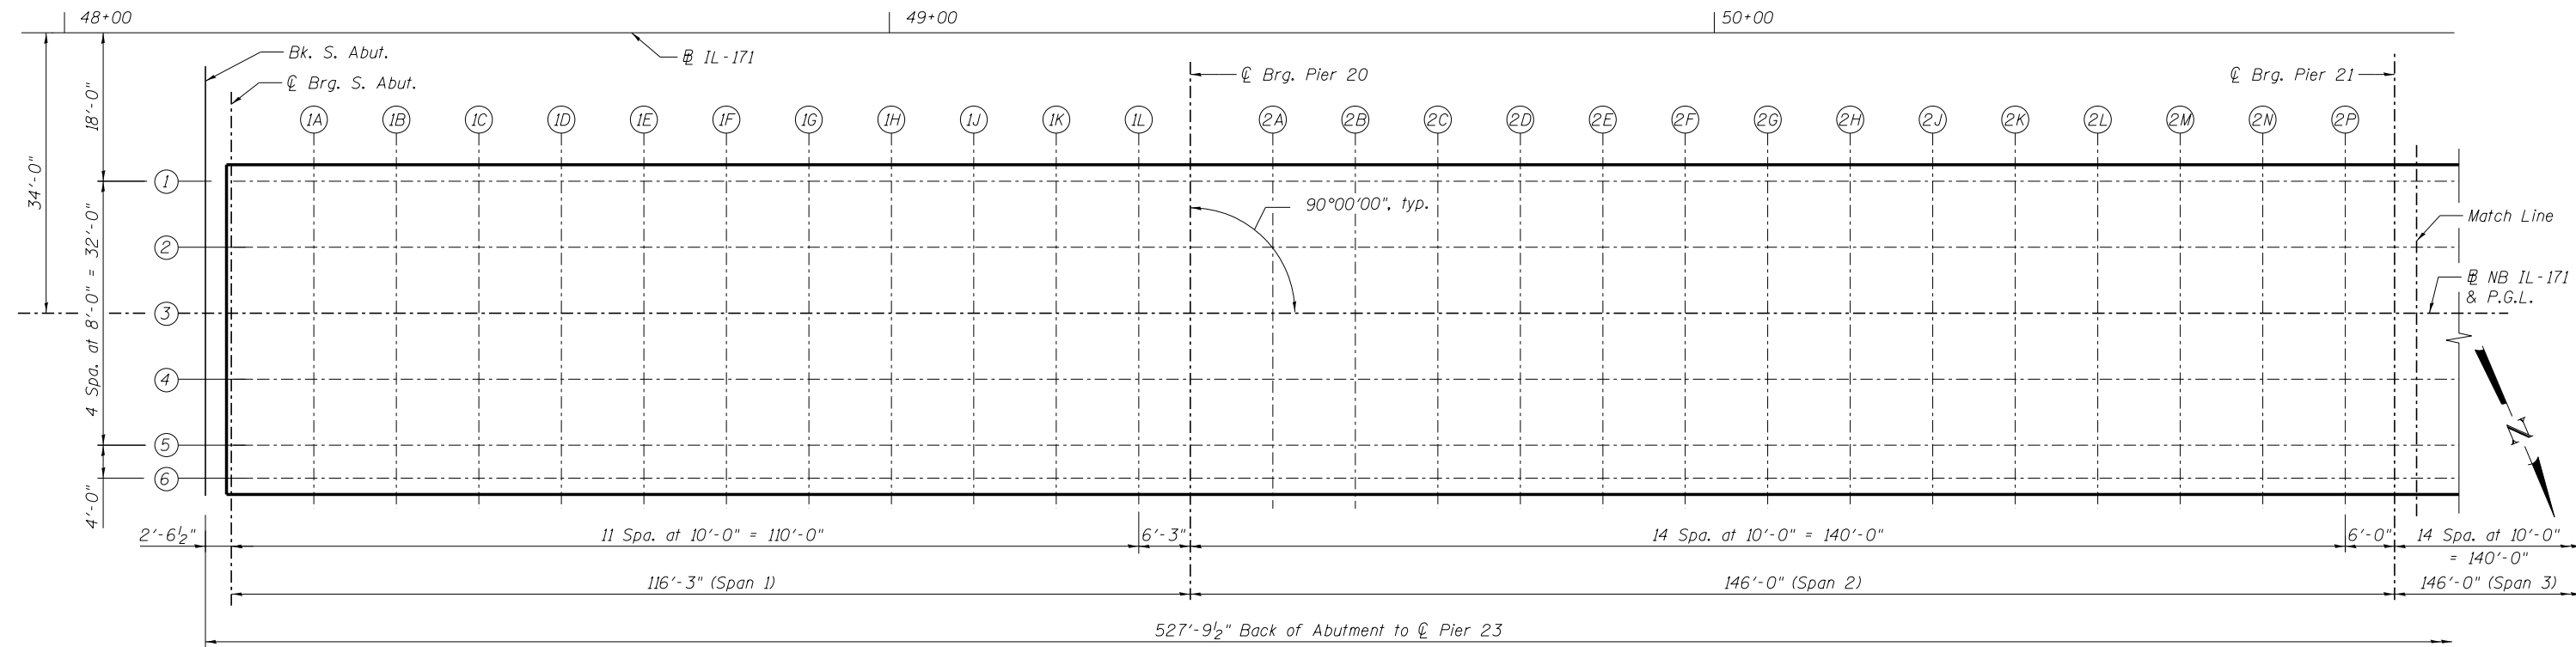 48+00 49+00 50+00
Bk. S. Abut.
℄ Brg. S. Abut.
℄ IL-171
℄ Brg. Pier 20
℄ Brg. Pier 21
18'-0"
34'-0"
1A 1B 1C 1D 1E 1F 1G 1H 1J 1K 1L 2A 2B 2C 2D 2E 2F 2G 2H 2J 2K 2L 2M 2N 2P
1
2
3
4
5
6
4 Spa. at 8'-0" = 32'-0"
4'-0"
90°00'00", typ.
Match Line
℄ NB IL-171
& P.G.L.
N
2'-6½" 11 Spa. at 10'-0" = 110'-0" 6'-3" 14 Spa. at 10'-0" = 140'-0" 6'-0" 14 Spa. at 10'-0"
= 140'-0"
116'-3" (Span 1) 146'-0" (Span 2) 146'-0" (Span 3)
527'-9½" Back of Abutment to ℄ Pier 23